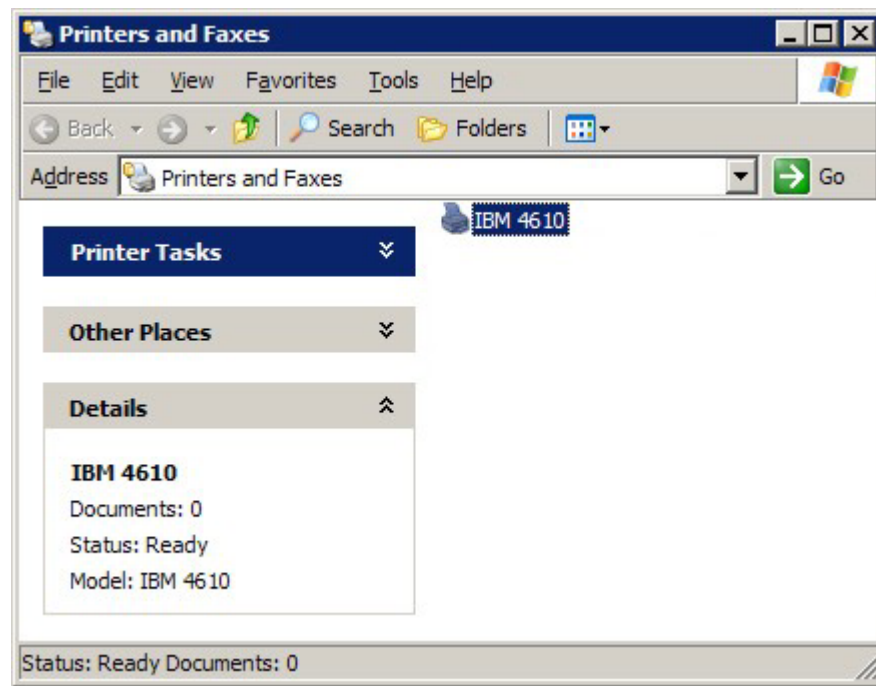 Printers and Faxes
File Edit View Favorites Tools Help
Back Search Folders
Address Printers and Faxes Go
IBM 4610
Printer Tasks
Other Places
Details
IBM 4610
Documents: 0
Status: Ready
Model: IBM 4610
Status: Ready Documents: 0